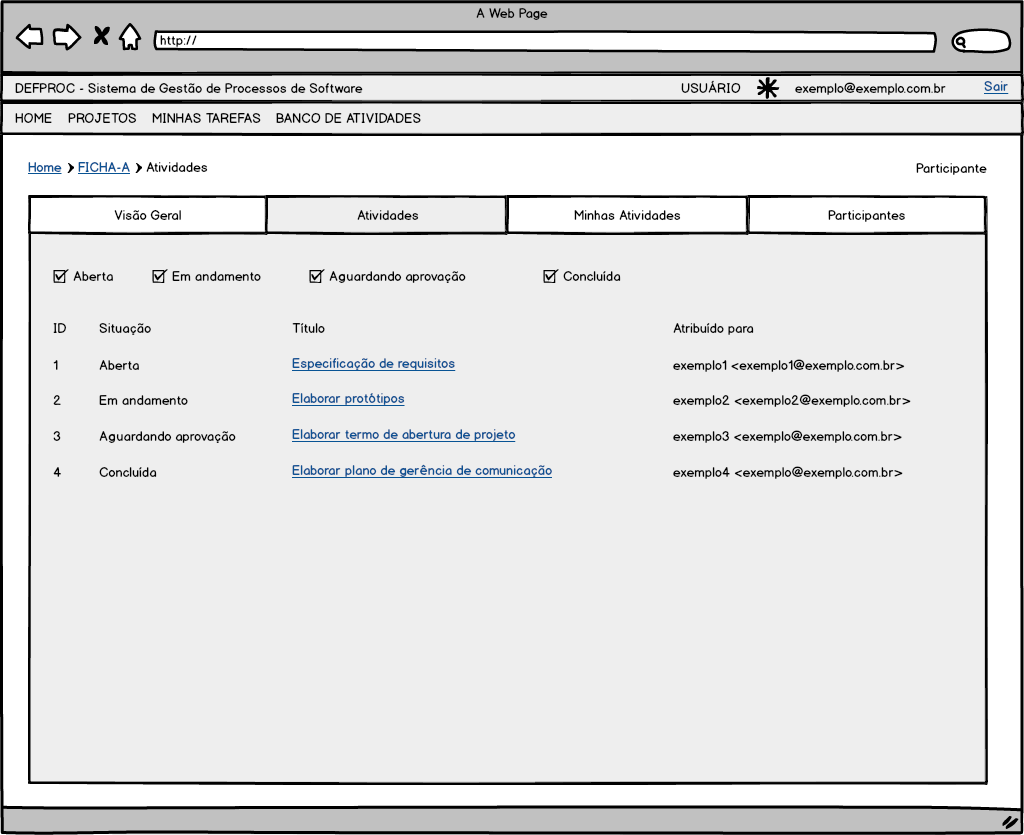 A Web Page
http://
DEFPROC - Sistema de Gestão de Processos de Software USUÁRIO exemplo@exemplo.com.br Sair
HOME PROJETOS MINHAS TAREFAS BANCO DE ATIVIDADES
Home FICHA-A Atividades Participante
Visão Geral Atividades Minhas Atividades Participantes
Aberta Em andamento Aguardando aprovação Concluída
ID Situação Título Atribuído para
1 Aberta Especificação de requisitos exemplo1 <exemplo1@exemplo.com.br>
2 Em andamento Elaborar protótipos exemplo2 <exemplo2@exemplo.com.br>
3 Aguardando aprovação Elaborar termo de abertura de projeto exemplo3 <exemplo@exemplo.com.br>
4 Concluída Elaborar plano de gerência de comunicação exemplo4 <exemplo@exemplo.com.br>